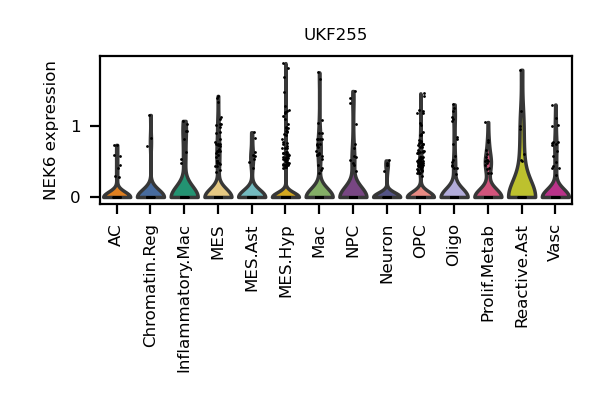 UKF255
NEK6 expression
1
0
AC
Chromatin.Reg
Inflammatory.Mac
MES
MES.Ast
MES.Hyp
Mac
NPC
Neuron
OPC
Oligo
Prolif.Metab
Reactive.Ast
Vasc